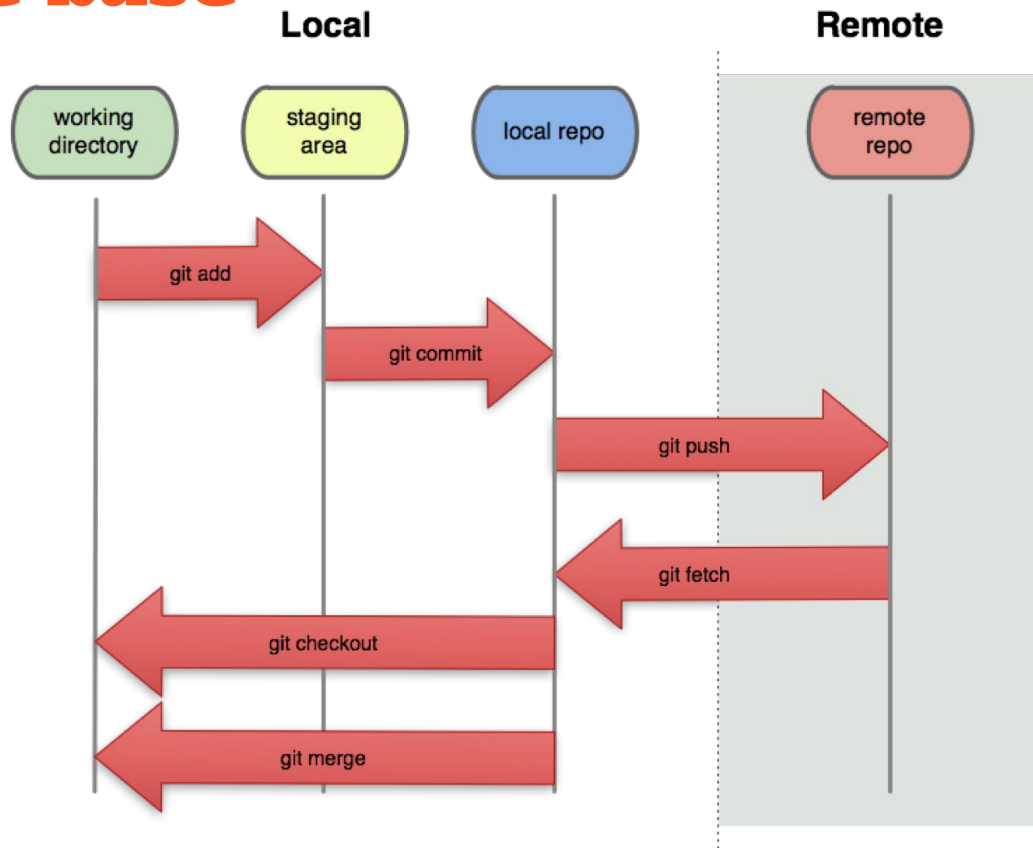 base
Local
Remote
working
directory
staging
area
local repo
remote
repo
git add
git commit
git push
git fetch
git checkout
git merge